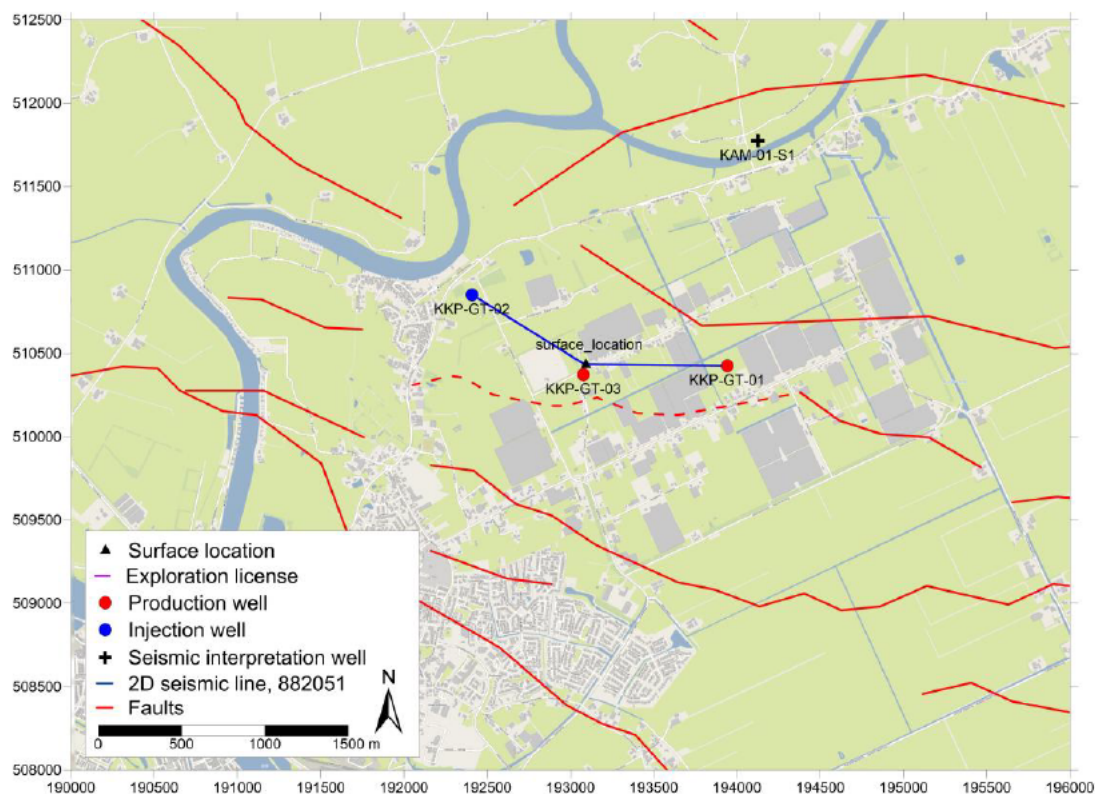 512500
512000
KAM-01-S1
511500
511000
KKP-GT-02
surface_location
510500
KKP-GT-03
KKP-GT-01
510000
509500
Surface location
Exploration license
509000
Production well
Injection well
Seismic interpretation well
508500
2D seismic line, 882051
N
Faults
0 500 1000 1500 m
508000
190000 190500 191000 191500 192000 192500 193000 193500 194000 194500 195000 195500 196000